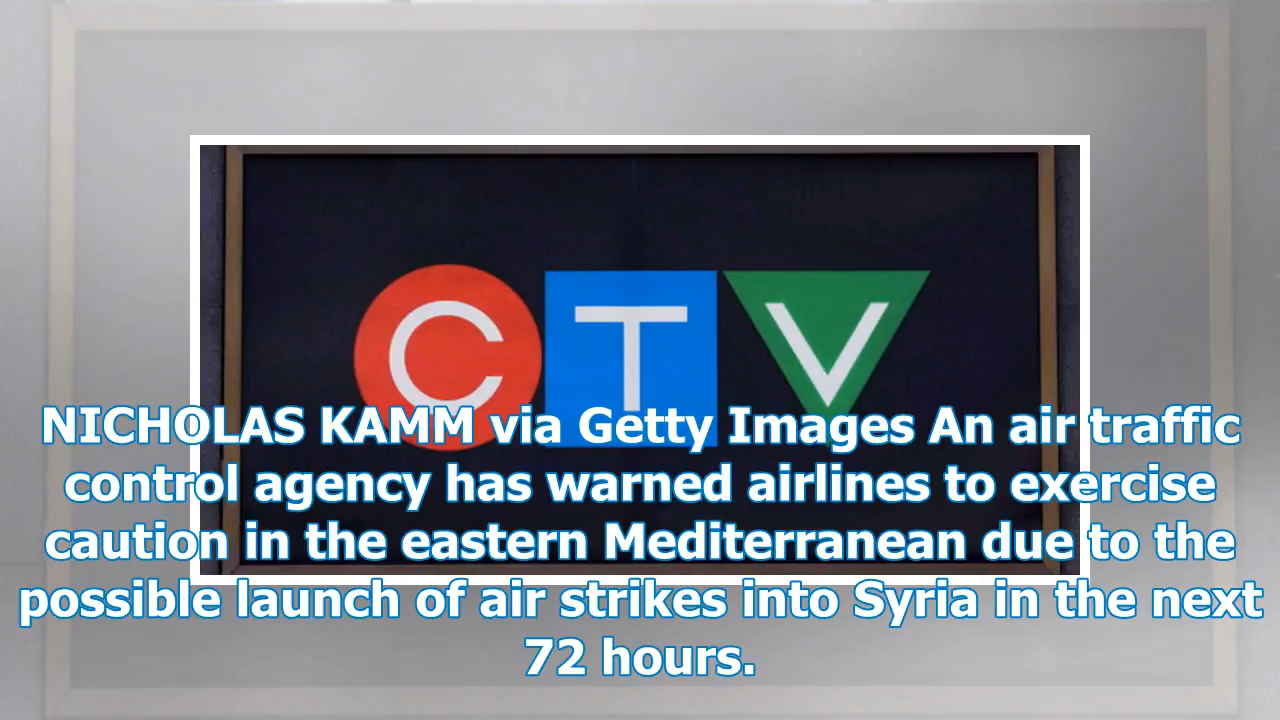 C T V
NICHOLAS KAMM via Getty Images An air traffic
control agency has warned airlines to exercise
caution in the eastern Mediterranean due to the
possible launch of air strikes into Syria in the next
72 hours.